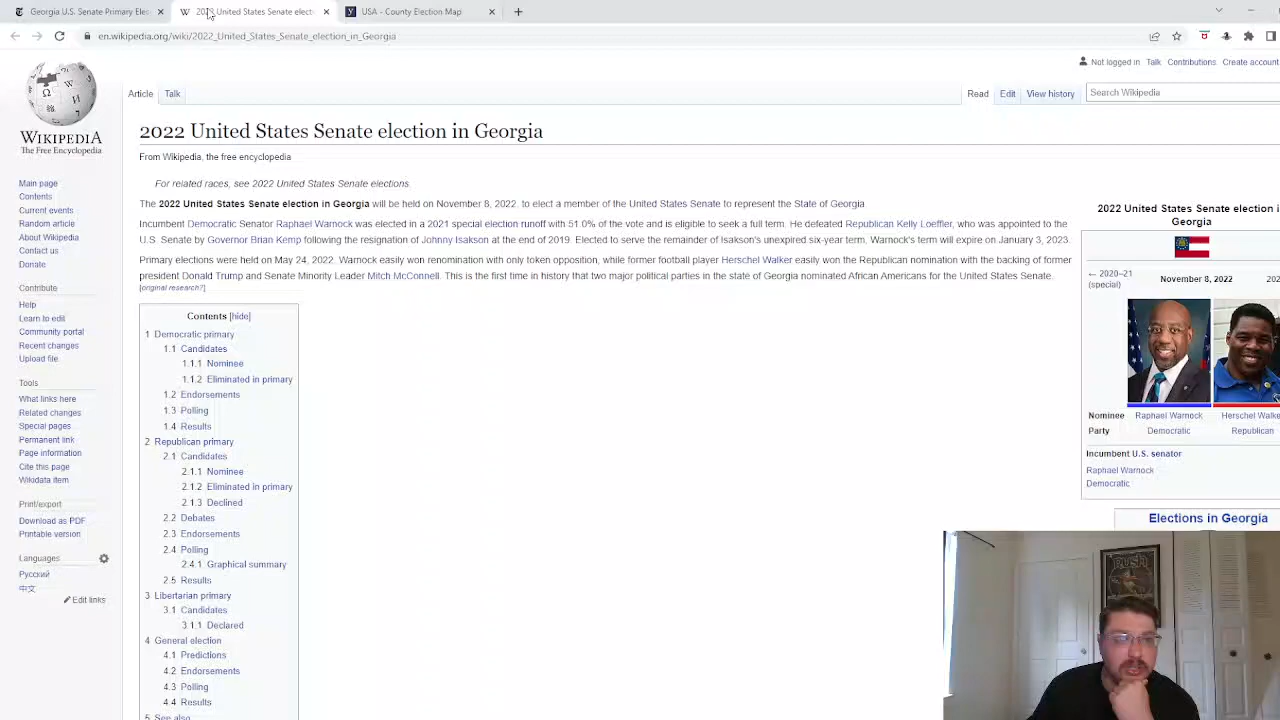 Georgia U.S. Senate Primary Elec
United States Senate elect
USA - County Election Map
en.wikipedia.org/wiki/2022_United_States_Senate_election_in_Georgia
Not logged in Talk Contributions Create account
Article Talk
Read Edit View history
Search Wikipedia
WIKIPEDIA
The Free Encyclopedia
2022 United States Senate election in Georgia
From Wikipedia, the free encyclopedia
For related races, see 2022 United States Senate elections
The 2022 United States Senate election in Georgia will be held on November 8, 2022, to elect a member of the United States Senate to represent the State of Georgia
Incumbent Democratic Senator Raphael Warnock was elected in a 2021 special election runoff with 51.0% of the vote and is eligible to seek a full term. He defeated Republican Kelly Loeffler, who was appointed to the
U.S. Senate by Governor Brian Kemp following the resignation of Johnny Isakson at the end of 2019. Elected to serve the remainder of Isakson's unexpired six-year term, Warnock's term will expire on January 3, 2023.
Primary elections were held on May 24, 2022. Warnock easily won renomination with only token opposition, while former football player Herschel Walker easily won the Republican nomination with the backing of former
president Donald Trump and Senate Minority Leader Mitch McConnell. This is the first time in history that two major political parties in the state of Georgia nominated African Americans for the United States Senate.
[original research?]
Main page
Contents
Current events
Random article
About Wikipedia
Contact us
Donate
Contribute
Help
Learn to edit
Community portal
Recent changes
Upload file
Tools
What links here
Related changes
Special pages
Permanent link
Page information
Cite this page
Wikidata item
Print/export
Download as PDF
Printable version
Languages
Русский
中文
Edit links
Contents [hide]
1 Democratic primary
1.1 Candidates
1.1.1 Nominee
1.1.2 Eliminated in primary
1.2 Endorsements
1.3 Polling
1.4 Results
2 Republican primary
2.1 Candidates
2.1.1 Nominee
2.1.2 Eliminated in primary
2.1.3 Declined
2.2 Debates
2.3 Endorsements
2.4 Polling
2.4.1 Graphical summary
2.5 Results
3 Libertarian primary
3.1 Candidates
3.1.1 Declared
4 General election
4.1 Predictions
4.2 Endorsements
4.3 Polling
4.4 Results
5 See also
2022 United States Senate election i
Georgia
← 2020–21
(special)
November 8, 2022
202
Nominee Raphael Warnock Herschel Walke
Party Democratic Republican
Incumbent U.S. senator
Raphael Warnock
Democratic
Elections in Georgia
RUSH